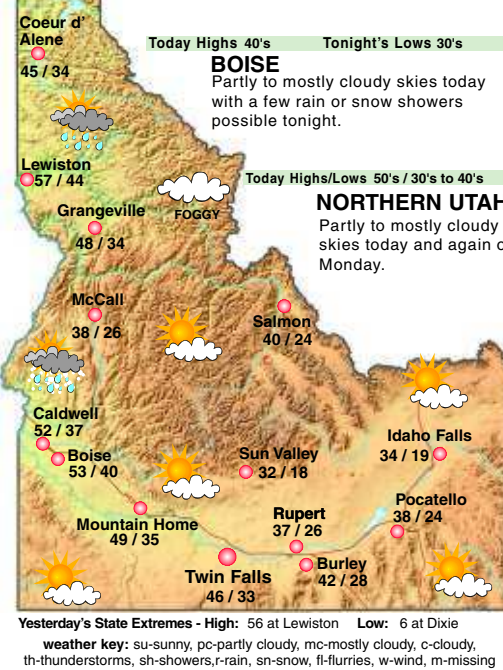 Coeur d'
Alene
45 / 34
Today Highs 40's Tonight's Lows 30's
BOISE
Partly to mostly cloudy skies today
with a few rain or snow showers
possible tonight.
Lewiston
57 / 44
Today Highs/Lows 50's / 30's to 40's
NORTHERN UTAH
Partly to mostly cloudy
skies today and again o
Monday.
FOGGY
Grangeville
48 / 34
McCall
38 / 26
Salmon
40 / 24
Caldwell
52 / 37
Boise
53 / 40
Sun Valley
32 / 18
Idaho Falls
34 / 19
Mountain Home
49 / 35
Rupert
37 / 26
Pocatello
38 / 24
Twin Falls
46 / 33
Burley
42 / 28
Yesterday's State Extremes - High: 56 at Lewiston Low: 6 at Dixie
weather key: su-sunny, pc-partly cloudy, mc-mostly cloudy, c-cloudy,
th-thunderstorms, sh-showers,r-rain, sn-snow, fl-flurries, w-wind, m-missing